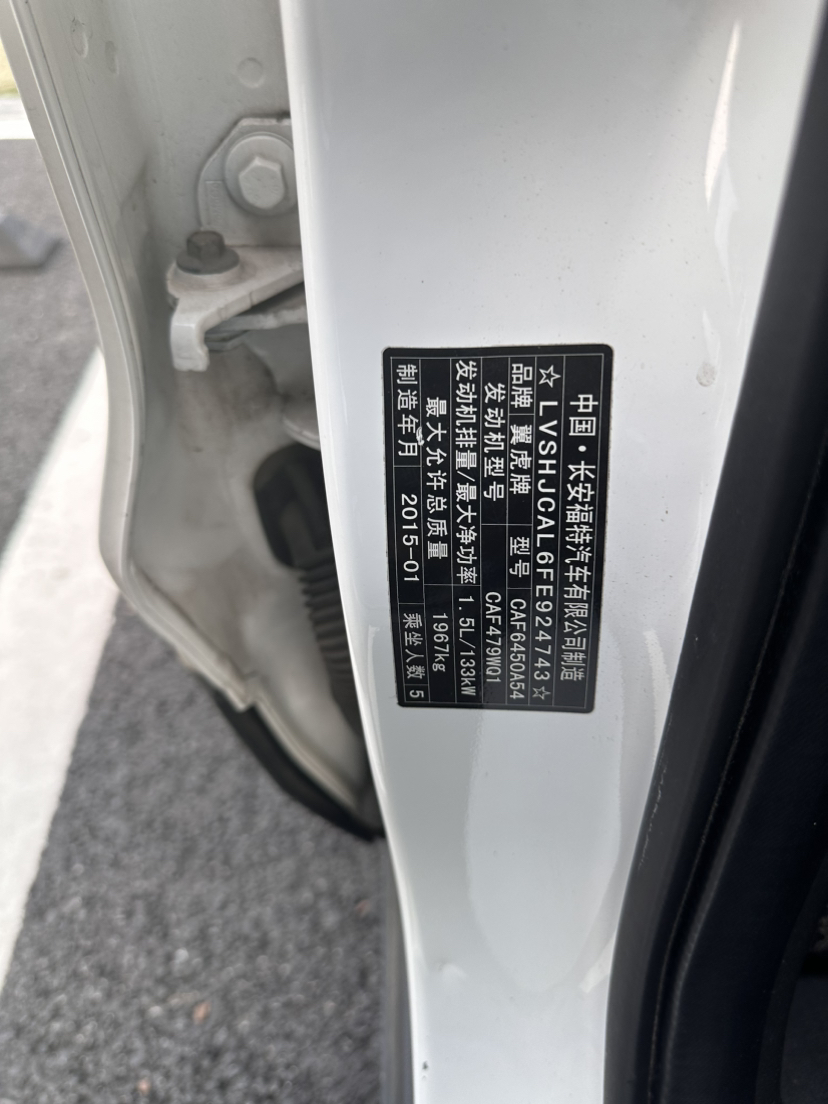 中国·长安福特汽车有限公司制造
☆LVSHJCAL6FE924743☆
品牌 翼虎牌 型号 CAF6450A54
发动机型号 CAF479WQ1
发动机排量/最大净功率 1.5L/133kW
最大允许总质量 1967kg
制造年月 2015-01 乘坐人数 5